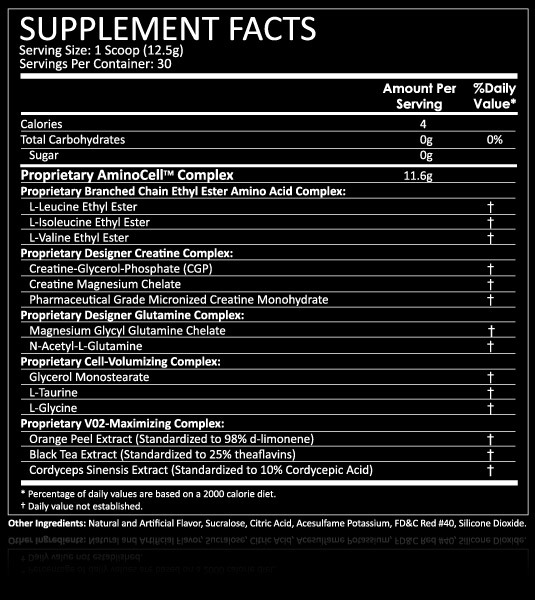 SUPPLEMENT FACTS
Serving Size: 1 Scoop (12.5g)
Servings Per Container: 30
Amount Per Serving %Daily Value*
Calories 4
Total Carbohydrates 0g 0%
Sugar 0g
Proprietary AminoCell™ Complex 11.6g
Proprietary Branched Chain Ethyl Ester Amino Acid Complex:
L-Leucine Ethyl Ester †
L-Isoleucine Ethyl Ester †
L-Valine Ethyl Ester †
Proprietary Designer Creatine Complex:
Creatine-Glycerol-Phosphate (CGP) †
Creatine Magnesium Chelate †
Pharmaceutical Grade Micronized Creatine Monohydrate †
Proprietary Designer Glutamine Complex:
Magnesium Glycyl Glutamine Chelate †
N-Acetyl-L-Glutamine †
Proprietary Cell-Volumizing Complex:
Glycerol Monostearate †
L-Taurine †
L-Glycine †
Proprietary V02-Maximizing Complex:
Orange Peel Extract (Standardized to 98% d-limonene) †
Black Tea Extract (Standardized to 25% theaflavins) †
Cordyceps Sinensis Extract (Standardized to 10% Cordycepic Acid) †
* Percentage of daily values are based on a 2000 calorie diet.
† Daily value not established.
Other Ingredients: Natural and Artificial Flavor, Sucralose, Citric Acid, Acesulfame Potassium, FD&C Red #40, Silicone Dioxide.